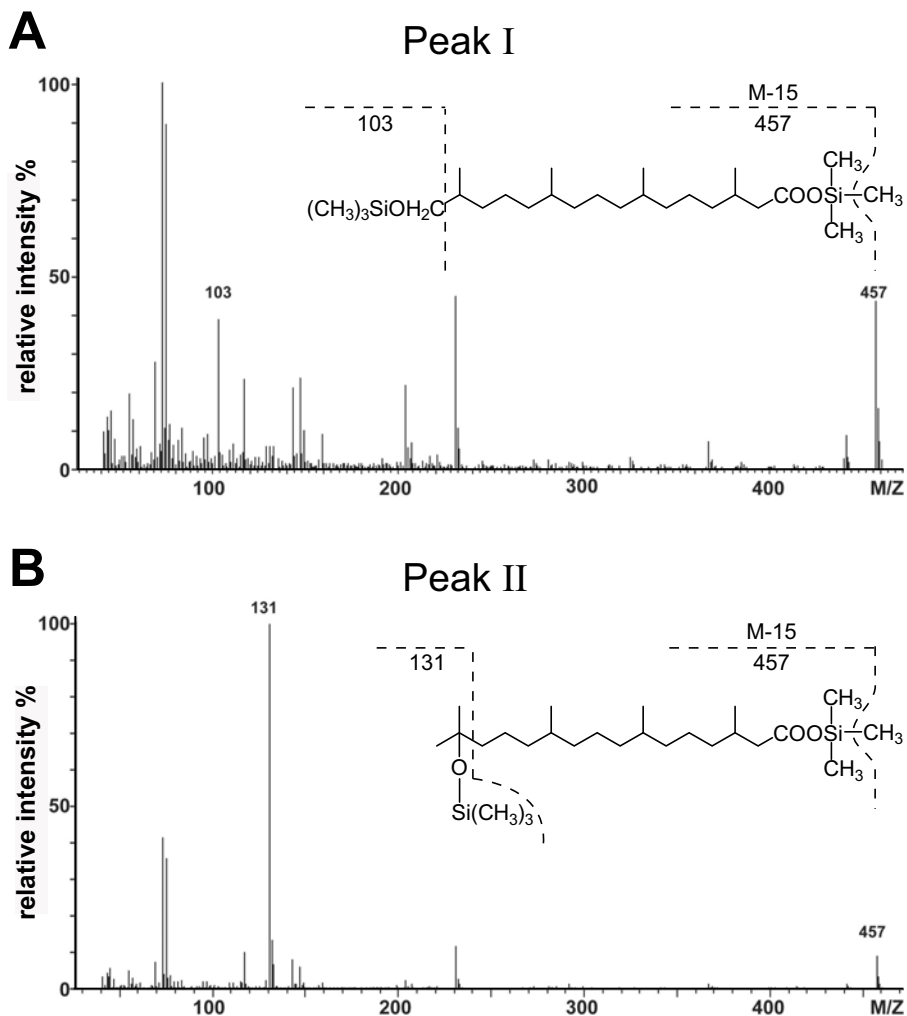 A
Peak I
relative intensity %
100
50
0
103
457
100
200
300
400
M/Z
103
M-15
457
(CH₃)₃SiOH₂C
COOSi
CH₃
CH₃
CH₃
B
Peak II
relative intensity %
100
50
0
131
457
100
200
300
400
M/Z
131
M-15
457
O
Si(CH₃)₃
COOSi
CH₃
CH₃
CH₃